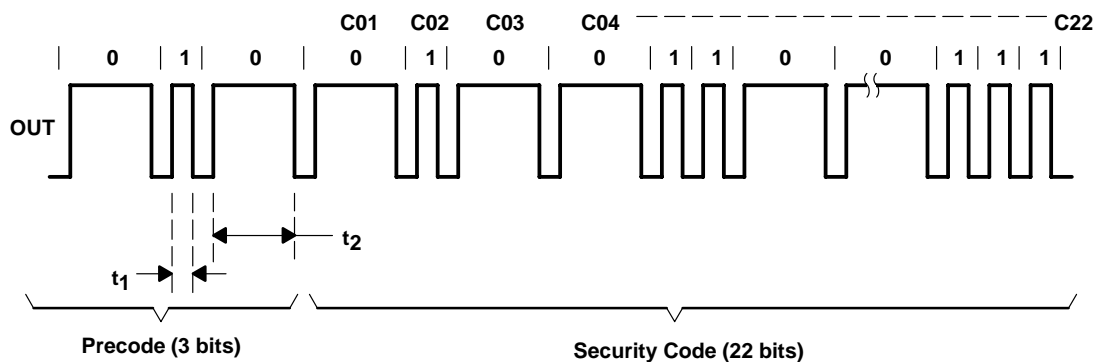 C01 C02 C03 C04 C22
0 1 0 0 1 0 0 1 1 0 0 1 1 1
OUT
t2
t1
Precode (3 bits)
Security Code (22 bits)